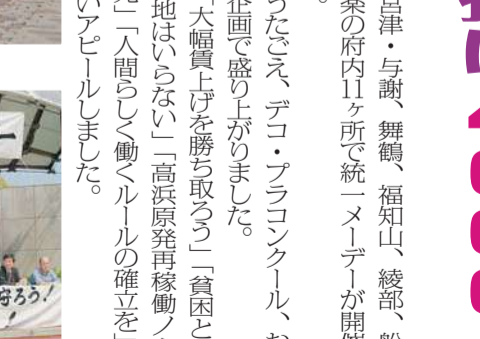 宮津・与謝、舞鶴、福知山、綾部、船
楽の府内11ヶ所で統一メーデーが開催
。
うたごえ、デコ・プラコンクール、お
企画で盛り上がりました。
「大幅賃上げを勝ち取ろう」「貧困と
地はいらない」「高浜原発再稼働ノ
」「人間らしく働くルールの確立を」
いアピールしました。
守ろう!